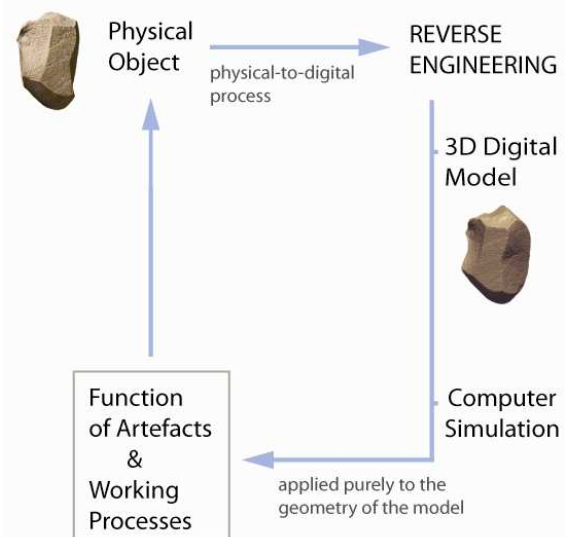 Physical
Object
physical-to-digital
process
REVERSE
ENGINEERING
3D Digital
Model
Computer
Simulation
applied purely to the
geometry of the model
Function
of Artefacts
&
Working
Processes